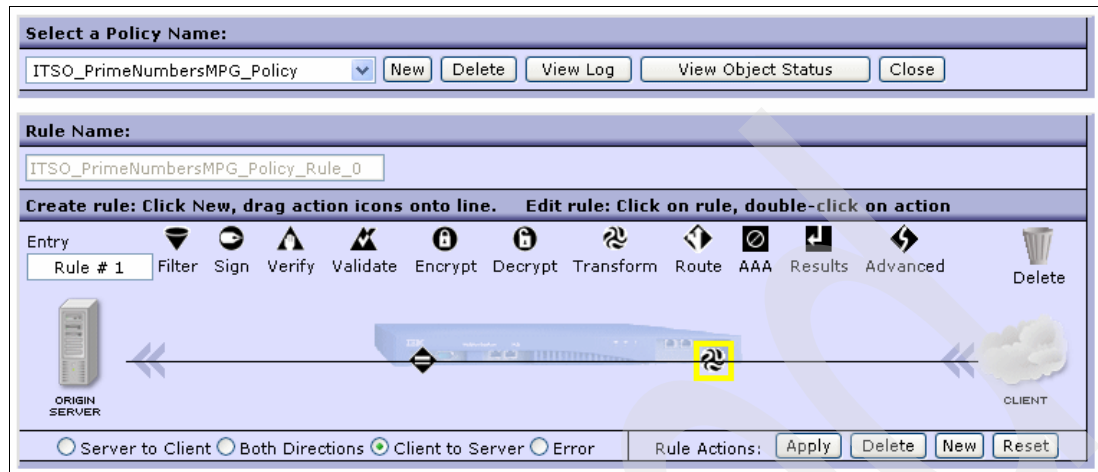 Select a Policy Name:
ITSO_PrimeNumbersMPG_Policy New Delete View Log View Object Status Close
Rule Name:
ITSO_PrimeNumbersMPG_Policy_Rule_0
Create rule: Click New, drag action icons onto line. Edit rule: Click on rule, double-click on action
Entry
Rule # 1 Filter Sign Verify Validate Encrypt Decrypt Transform Route AAA Results Advanced Delete
IBM
ORIGIN
SERVER
CLIENT
Server to Client Both Directions Client to Server Error Rule Actions: Apply Delete New Reset